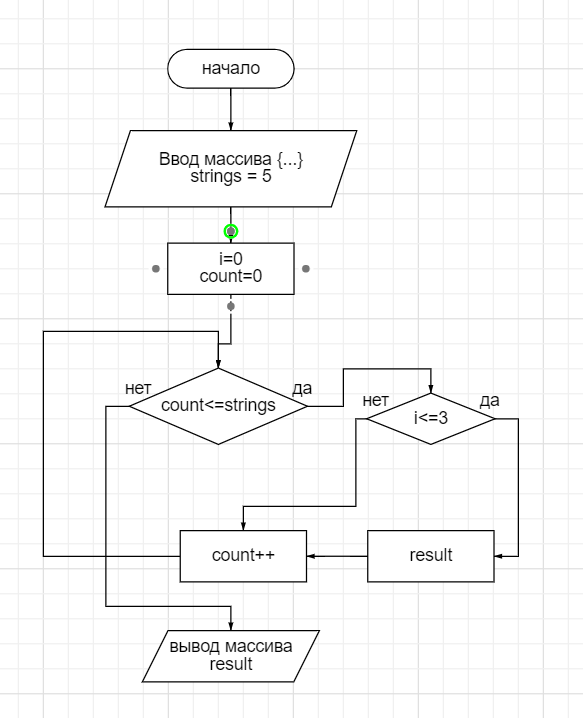 начало
Ввод массива {...}
strings = 5
i=0
count=0
нет
count<=strings
да
нет
i<=3
да
count++
result
вывод массива
result